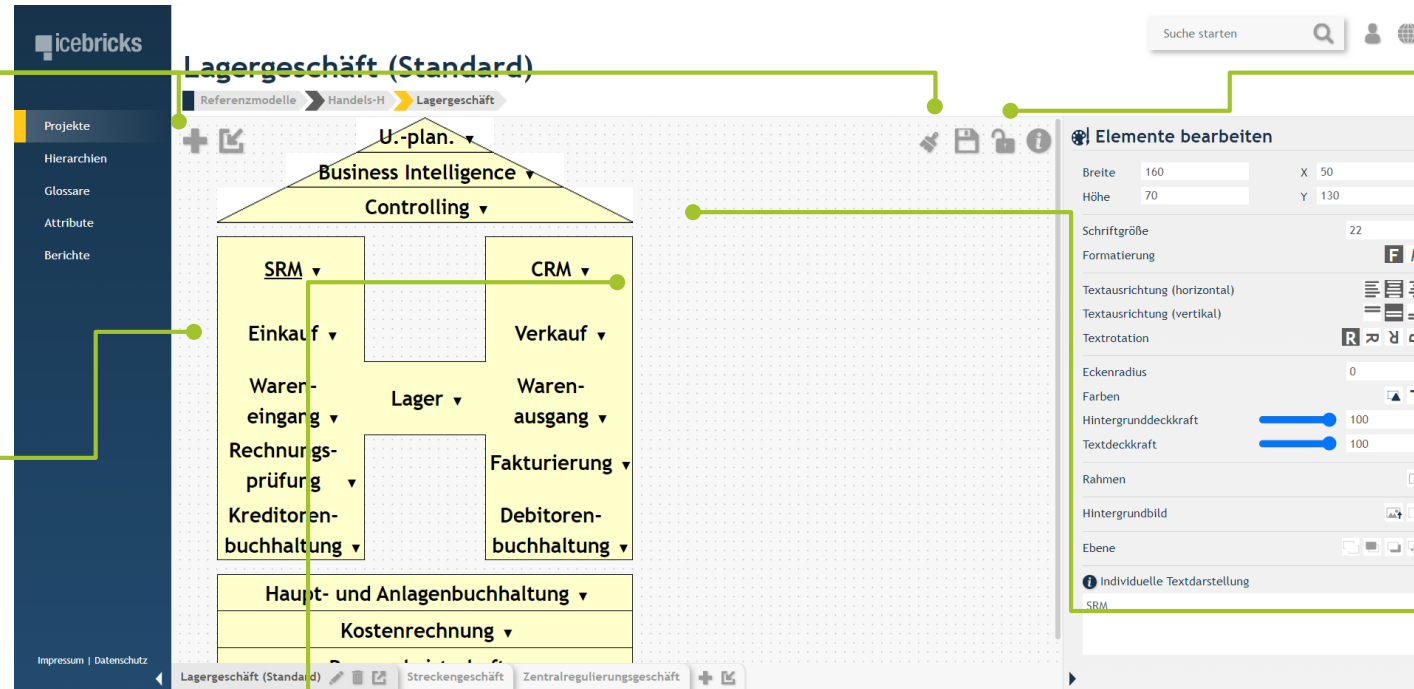 icebricks
Suche starten
Lagergeschäft (Standard)
Referenzmodelle
Handels-H
Lagergeschäft
Projekte
Hierarchien
Glossare
Attribute
Berichte
U.-plan. ▼
Business Intelligence ▼
Controlling ▼
SRM ▼
CRM ▼
Einkauf ▼
Verkauf ▼
Waren-
eingang ▼
Lager ▼
Waren-
ausgang ▼
Rechnungs-
prüfung ▼
Fakturierung ▼
Kreditoren-
buchhaltung ▼
Debitoren-
buchhaltung ▼
Haupt- und Anlagenbuchhaltung ▼
Kostenrechnung ▼
Elemente bearbeiten
Breite 160 X 50
Höhe 70 Y 130
Schriftgröße 22
Formatierung F
Textausrichtung (horizontal)
Textausrichtung (vertikal)
Textrotation R R R
Eckenradius 0
Farben
Hintergrunddeckkraft 100
Textdeckkraft 100
Rahmen
Hintergrundbild
Ebene
Individuelle Textdarstellung
SRM
Impressum | Datenschutz
Lagergeschäft (Standard)
Streckengeschäft
Zentralregulierungsgeschäft